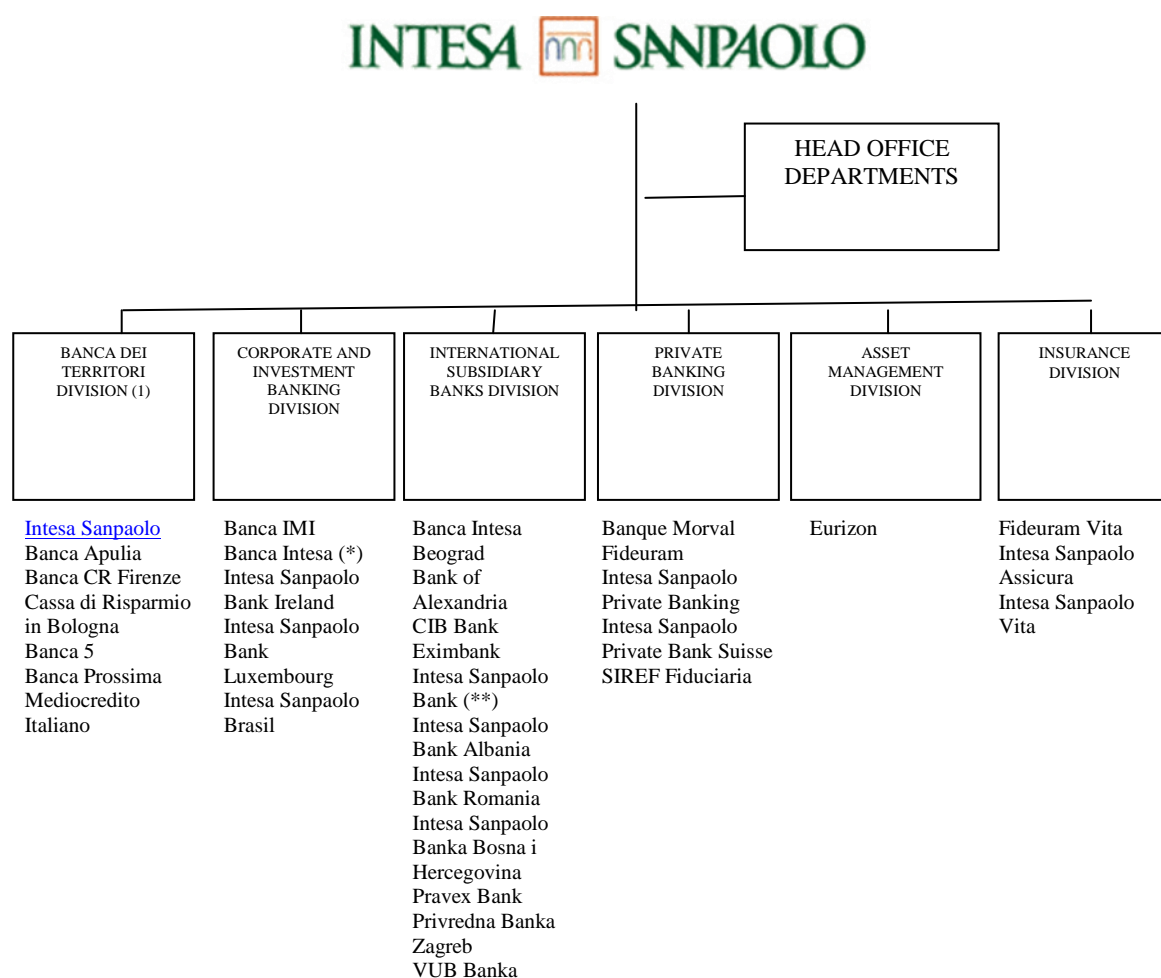 INTESA SANPAOLO
HEAD OFFICE
DEPARTMENTS
BANCA DEI
TERRITORI
DIVISION (1)
CORPORATE AND
INVESTMENT
BANKING
DIVISION
INTERNATIONAL
SUBSIDIARY
BANKS DIVISION
PRIVATE
BANKING
DIVISION
ASSET
MANAGEMENT
DIVISION
INSURANCE
DIVISION
Intesa Sanpaolo
Banca Apulia
Banca CR Firenze
Cassa di Risparmio
in Bologna
Banca 5
Banca Prossima
Mediocredito
Italiano
Banca IMI
Banca Intesa (*)
Intesa Sanpaolo
Bank Ireland
Intesa Sanpaolo
Bank
Luxembourg
Intesa Sanpaolo
Brasil
Banca Intesa
Beograd
Bank of
Alexandria
CIB Bank
Eximbank
Intesa Sanpaolo
Bank (**)
Intesa Sanpaolo
Bank Albania
Intesa Sanpaolo
Bank Romania
Intesa Sanpaolo
Banka Bosna i
Hercegovina
Pravex Bank
Privredna Banka
Zagreb
VUB Banka
Banque Morval
Fideuram
Intesa Sanpaolo
Private Banking
Intesa Sanpaolo
Private Bank Suisse
SIREF Fiduciaria
Eurizon
Fideuram Vita
Intesa Sanpaolo
Assicura
Intesa Sanpaolo
Vita